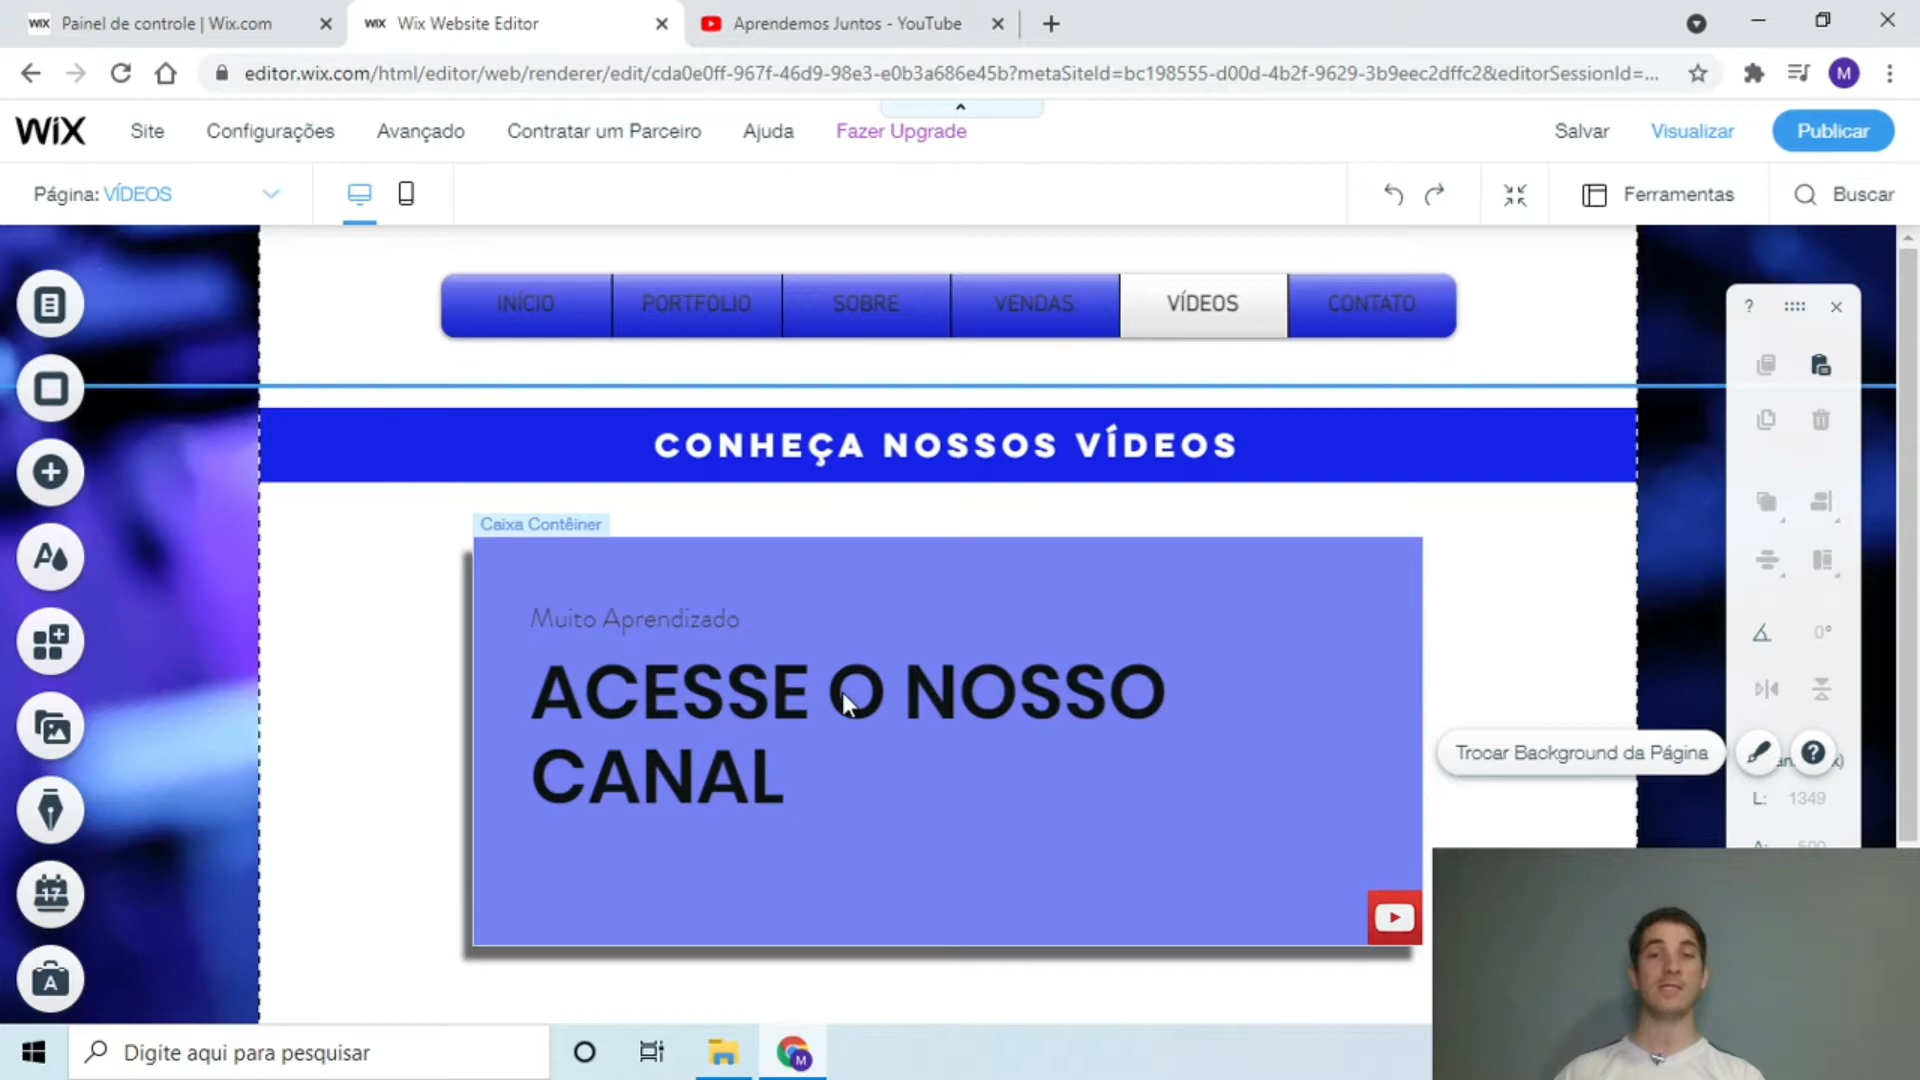 Painel de controle | Wix.com
WiX Wix Website Editor
Aprendemos Juntos - YouTube
editor.wix.com/html/editor/web/renderer/edit/cda0e0ff-967f-46d9-98e3-e0b3a686e45b?metaSiteId=bc198555-d00d-4b2f-9629-3b9eec2dffc2&editorSessionId=...
M
WiX
Site
Configurações
Avançado
Contratar um Parceiro
Ajuda
Fazer Upgrade
Salvar
Visualizar
Publicar
Página: VÍDEOS
Ferramentas
Buscar
INÍCIO
PORTFOLIO
SOBRE
VENDAS
VÍDEOS
CONTATO
?
CONHEÇA NOSSOS VÍDEOS
Caixa Contêiner
Muito Aprendizado
ACESSE O NOSSO
CANAL
0°
Trocar Background da Página
?
L: 1349
17
A
Digite aqui para pesquisar
M